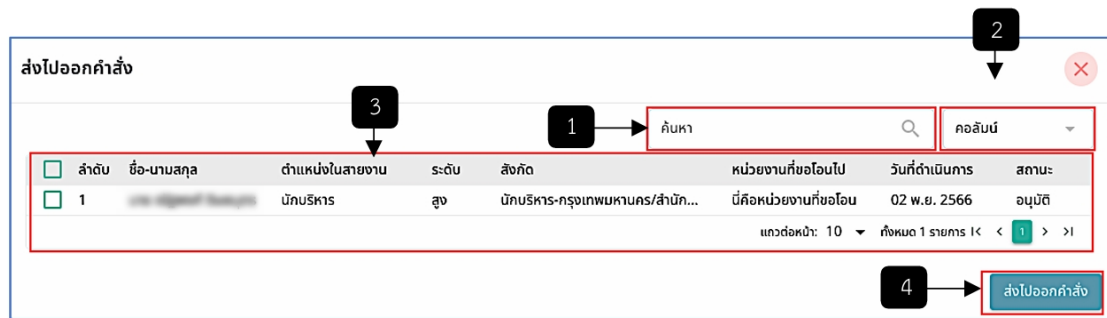 2
ส่งไปออกคำสั่ง
3
1
ค้นหา
คอลัมน์
ลำดับ ชื่อ-นามสกุล ตำแหน่งในสายงาน ระดับ สังกัด หน่วยงานที่ขอโอนไป วันที่ดำเนินการ สถานะ
1 นักบริหาร สูง นักบริหาร-กรุงเทพมหานคร/สำนัก... นี่คือหน่วยงานที่ขอโอน 02 พ.ย. 2566 อนุมัติ
แถวต่อหน้า: 10 ทั้งหมด 1 รายการ 1
4
ส่งไปออกคำสั่ง